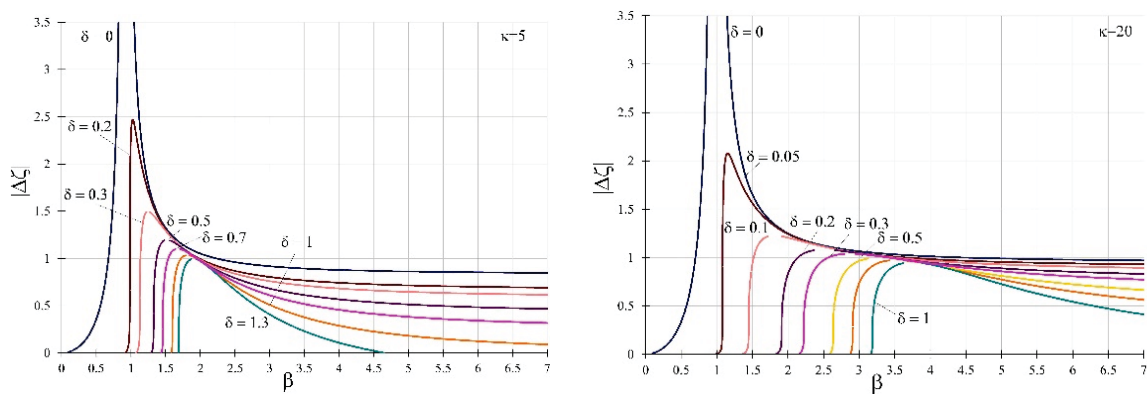 3.5
δ 0
κ=5
3
2.5
δ = 0.2
2
δ = 0.3
1.5
δ = 0.5
δ = 0.7
δ 1
1
0.5
δ = 1.3
0
|Δζ|
0 0.5 1 1.5 2 2.5 3 3.5 4 4.5 5 5.5 6 6.5 7
β
3.5
δ = 0
κ–20
3
2.5
2
δ = 0.05
1.5
δ = 0.1
δ = 0.2
δ = 0.3
δ = 0.5
1
0.5
δ = 1
0
|Δζ|
0 0.5 1 1.5 2 2.5 3 3.5 4 4.5 5 5.5 6 6.5 7
β